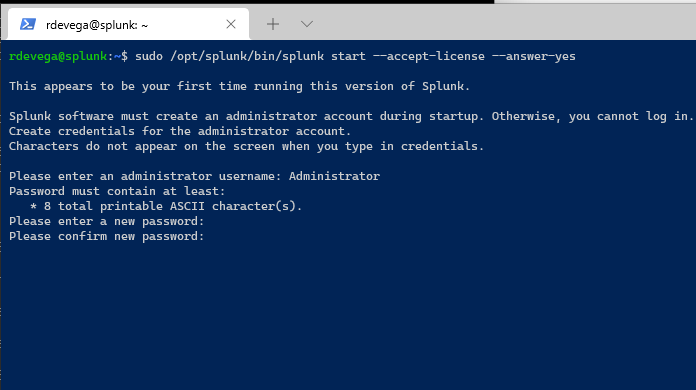 rdevega@splunk: ~
rdevega@splunk:~$ sudo /opt/splunk/bin/splunk start --accept-license --answer-yes
This appears to be your first time running this version of Splunk.
Splunk software must create an administrator account during startup. Otherwise, you cannot log in.
Create credentials for the administrator account.
Characters do not appear on the screen when you type in credentials.
Please enter an administrator username: Administrator
Password must contain at least:
* 8 total printable ASCII character(s).
Please enter a new password:
Please confirm new password: